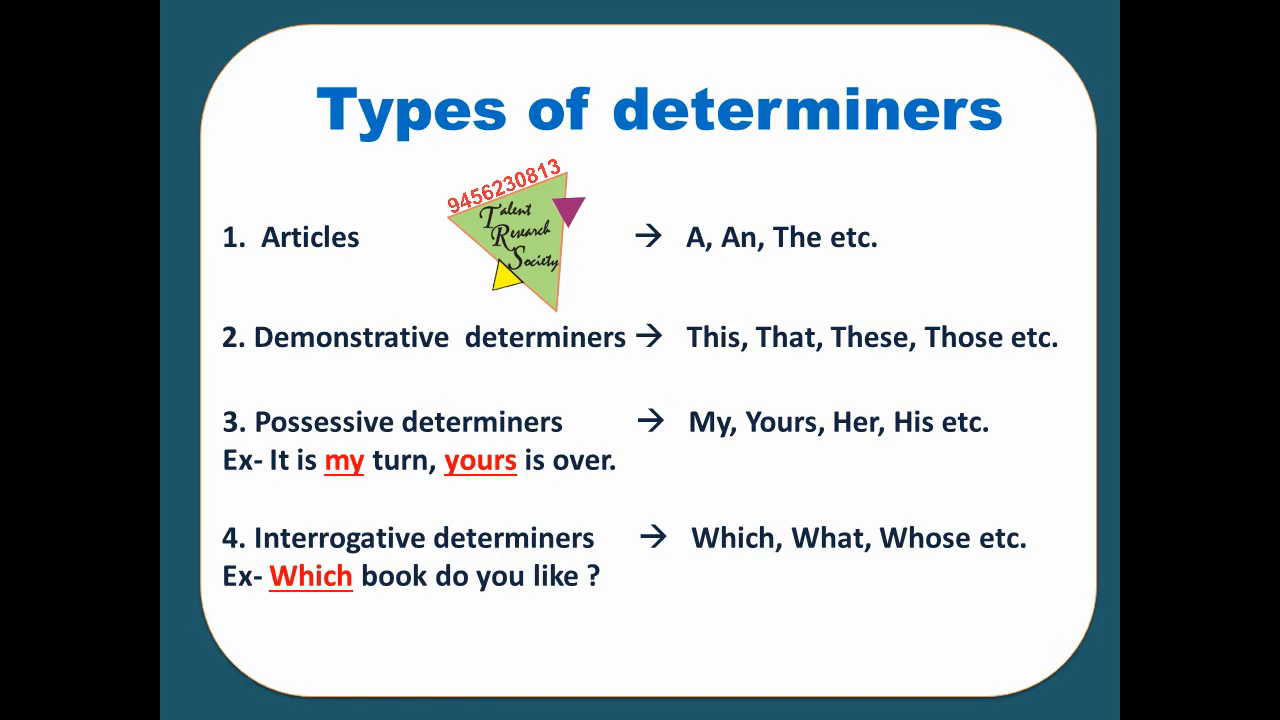 Types of determiners
9456230813
Talent
Research
Society
1. Articles → A, An, The etc.
2. Demonstrative determiners → This, That, These, Those etc.
3. Possessive determiners → My, Yours, Her, His etc.
Ex- It is my turn, yours is over.
4. Interrogative determiners → Which, What, Whose etc.
Ex- Which book do you like ?